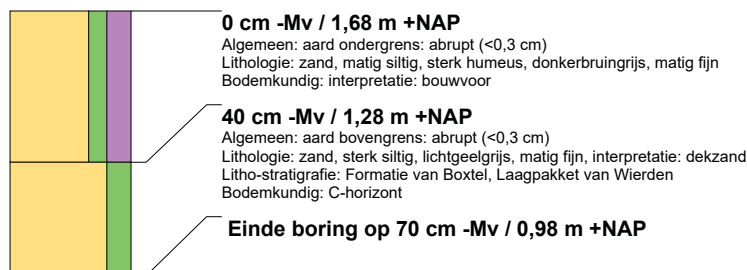 0 cm -Mv / 1,68 m +NAP
Algemeen: aard ondergrens: abrupt (<0,3 cm)
Lithologie: zand, matig siltig, sterk humeus, donkerbruingrijs, matig fijn
Bodemkundig: interpretatie: bouwvoor
40 cm -Mv / 1,28 m +NAP
Algemeen: aard bovengrens: abrupt (<0,3 cm)
Lithologie: zand, sterk siltig, lichtgeelgrijs, matig fijn, interpretatie: dekzand
Litho-stratigrafie: Formatie van Boxtel, Laagpakket van Wierden
Bodemkundig: C-horizont
Einde boring op 70 cm -Mv / 0,98 m +NAP